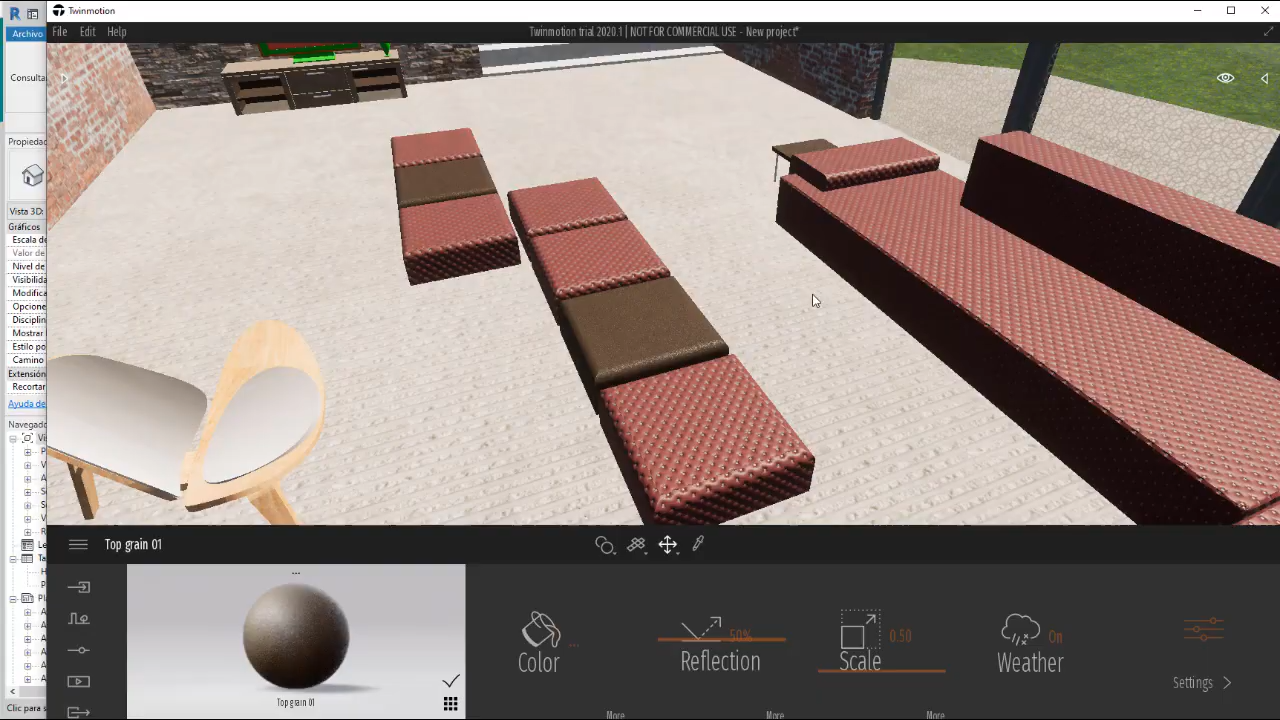 Twinmotion
R
Archivo
File Edit Help
Twinmotion trial 2020.1 | NOT FOR COMMERCIAL USE - New project*
Consulta
Propiedad
Vista 3D:
Gráficos
Escala de
Valor de
Nivel de
Visibilida
Modifica
Opcione
Disciplin
Mostrar
Estilo po
Camino
Extensión
Recortar
Ayuda de
Navegado
Top grain 01
...
Top grain 01
Color ...
50%
Reflection
0.50
Scale
On
Weather
Settings
More
More
More
Clic para s